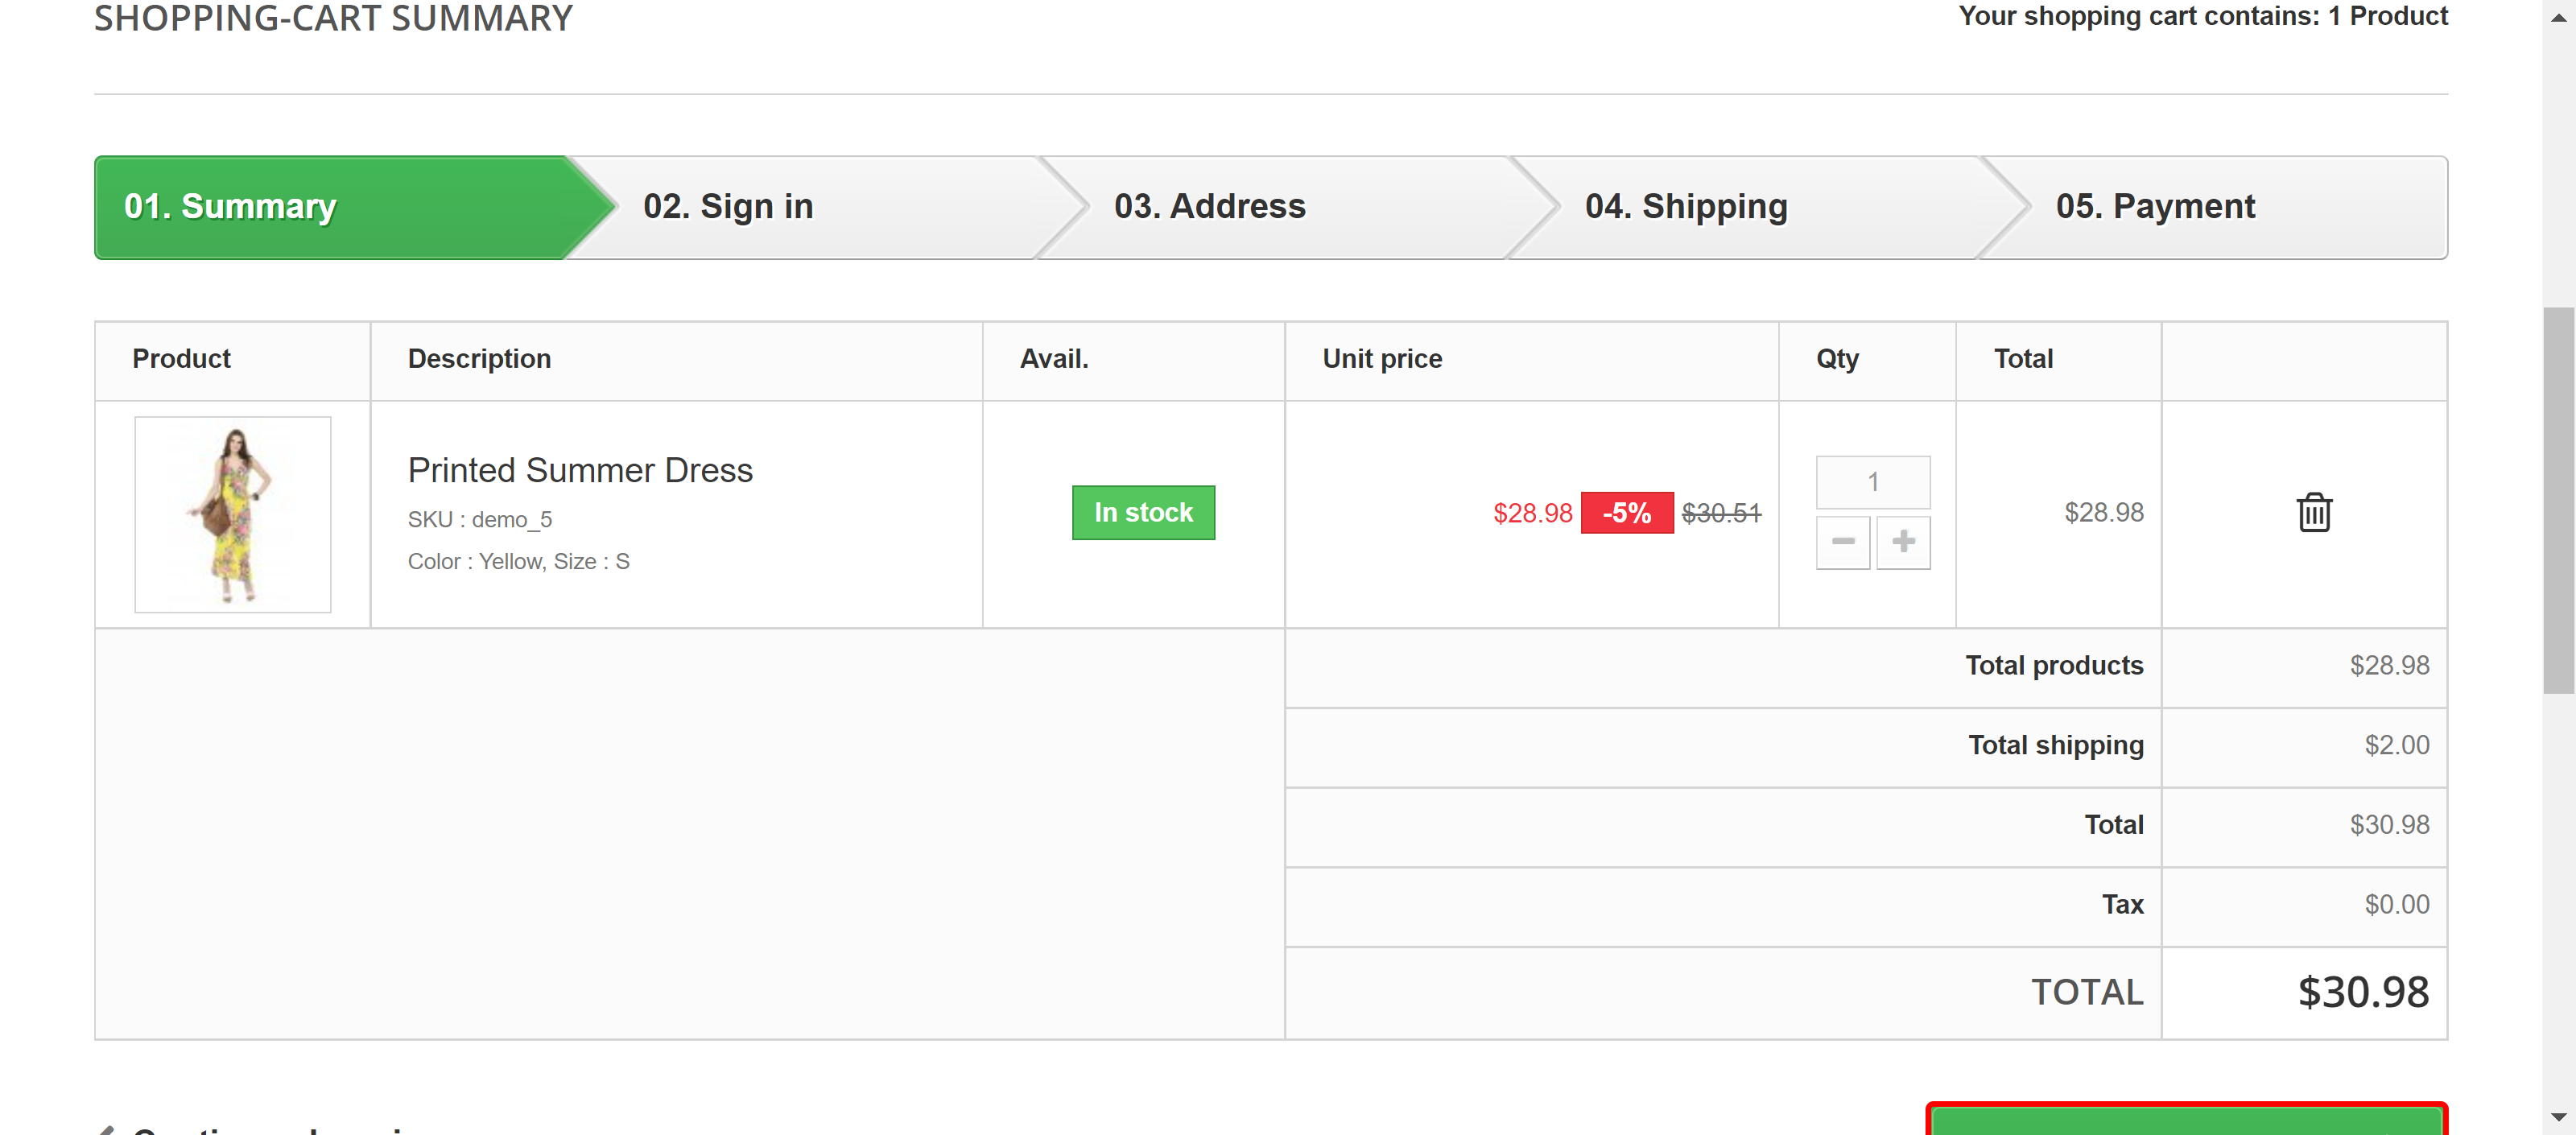 SHOPPING-CART SUMMARY
Your shopping cart contains: 1 Product
01. Summary
02. Sign in
03. Address
04. Shipping
05. Payment
Product
Description
Avail.
Unit price
Qty
Total
Printed Summer Dress
SKU : demo_5
Color : Yellow, Size : S
In stock
$28.98 -5% $30.51
1
$28.98
Total products $28.98
Total shipping $2.00
Total $30.98
Tax $0.00
TOTAL $30.98